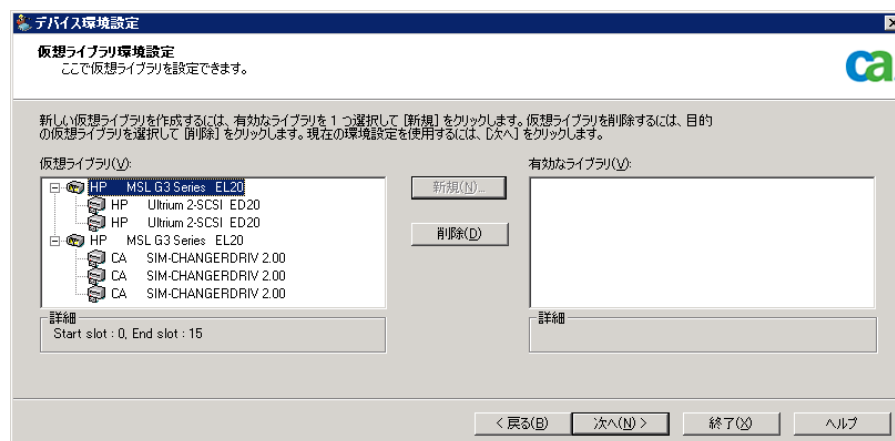 デバイス環境設定
仮想ライブラリ環境設定
ここで仮想ライブラリを設定できます。
ca
新しい仮想ライブラリを作成するには、有効なライブラリを 1 つ選択して [新規] をクリックします。仮想ライブラリを削除するには、目的
の仮想ライブラリを選択して [削除] をクリックします。現在の環境設定を使用するには、[次へ] をクリックします。
仮想ライブラリ(V):
HP MSL G3 Series EL20
HP Ultrium 2-SCSI ED20
HP Ultrium 2-SCSI ED20
HP MSL G3 Series EL20
CA SIM-CHANGERDRIV 2.00
CA SIM-CHANGERDRIV 2.00
CA SIM-CHANGERDRIV 2.00
詳細
Start slot : 0, End slot : 15
新規(N)...
削除(D)
有効なライブラリ(V):
詳細
< 戻る(B)
次へ(N) >
終了(X)
ヘルプ